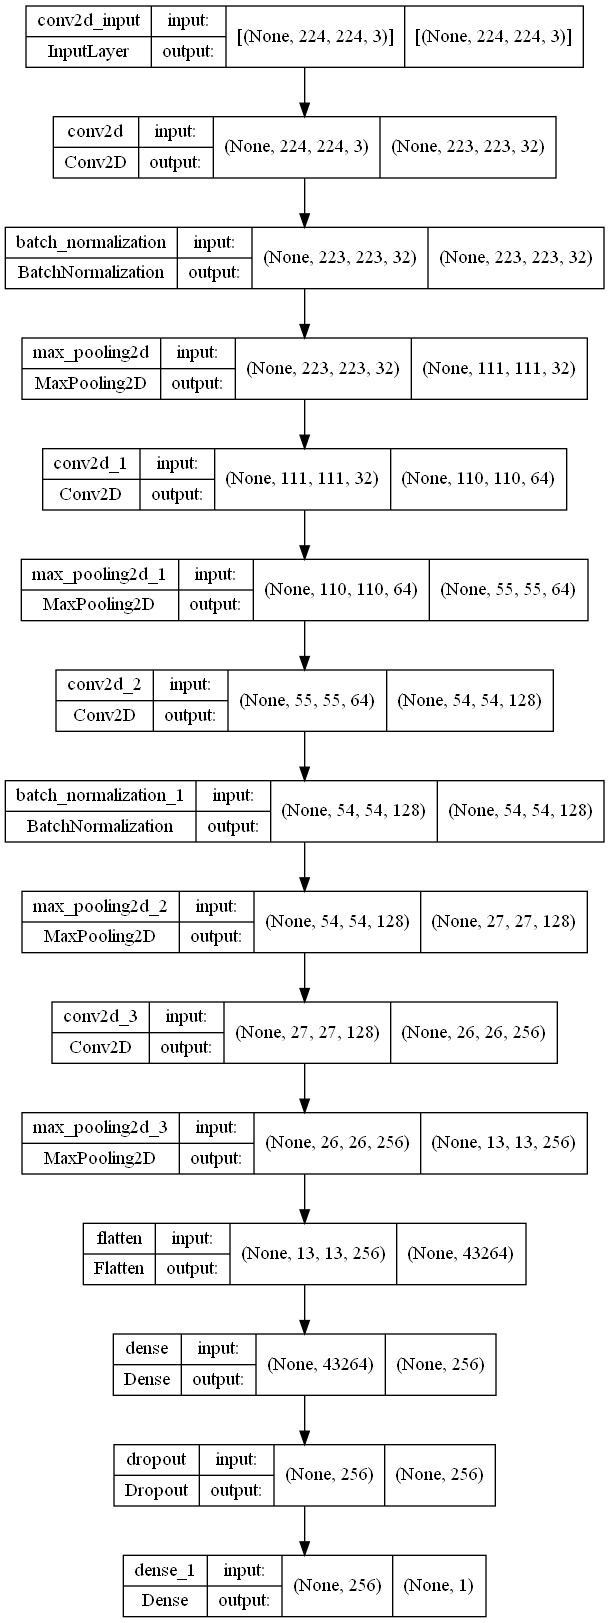 conv2d_input input: [(None, 224, 224, 3)] [(None, 224, 224, 3)]
InputLayer output:
conv2d input: (None, 224, 224, 3) (None, 223, 223, 32)
Conv2D output:
batch_normalization input: (None, 223, 223, 32) (None, 223, 223, 32)
BatchNormalization output:
max_pooling2d input: (None, 223, 223, 32) (None, 111, 111, 32)
MaxPooling2D output:
conv2d_1 input: (None, 111, 111, 32) (None, 110, 110, 64)
Conv2D output:
max_pooling2d_1 input: (None, 110, 110, 64) (None, 55, 55, 64)
MaxPooling2D output:
conv2d_2 input: (None, 55, 55, 64) (None, 54, 54, 128)
Conv2D output:
batch_normalization_1 input: (None, 54, 54, 128) (None, 54, 54, 128)
BatchNormalization output:
max_pooling2d_2 input: (None, 54, 54, 128) (None, 27, 27, 128)
MaxPooling2D output:
conv2d_3 input: (None, 27, 27, 128) (None, 26, 26, 256)
Conv2D output:
max_pooling2d_3 input: (None, 26, 26, 256) (None, 13, 13, 256)
MaxPooling2D output:
flatten input: (None, 13, 13, 256) (None, 43264)
Flatten output:
dense input: (None, 43264) (None, 256)
Dense output:
dropout input: (None, 256) (None, 256)
Dropout output:
dense_1 input: (None, 256) (None, 1)
Dense output: